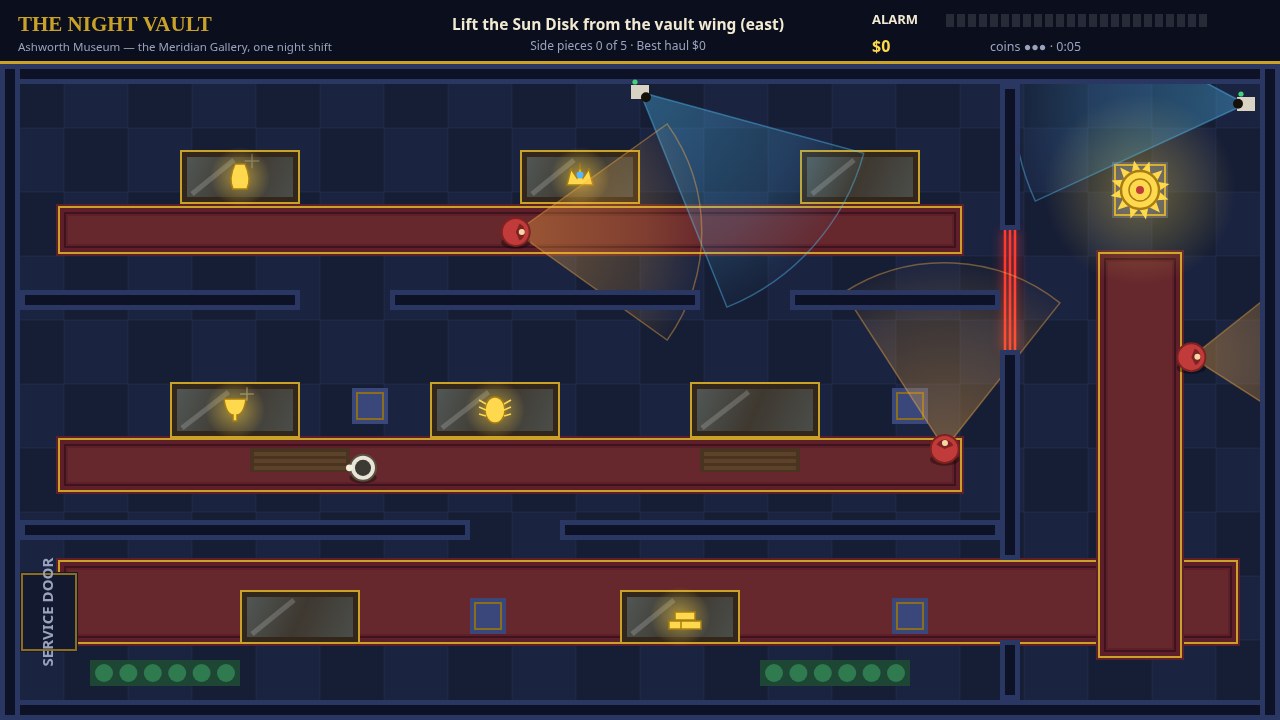 THE NIGHT VAULT
Ashworth Museum — the Meridian Gallery, one night shift
Lift the Sun Disk from the vault wing (east)
Side pieces 0 of 5 · Best haul $0
ALARM
$0
coins ●●● · 0:05
SERVICE DOOR